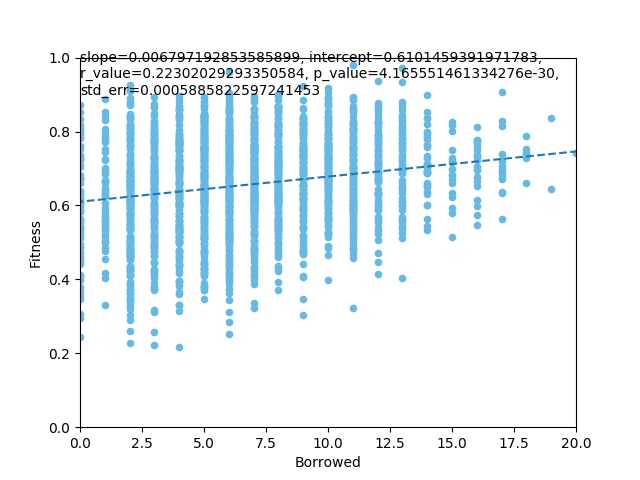 slope=0.006797192853585899, intercept=0.6101459391971783,
r_value=0.22302029293350584, p_value=4.165551461334276e-30,
std_err=0.0005885822597241453
1.0
0.8
0.6
0.4
0.2
0.0
Fitness
0.0 2.5 5.0 7.5 10.0 12.5 15.0 17.5 20.0
Borrowed